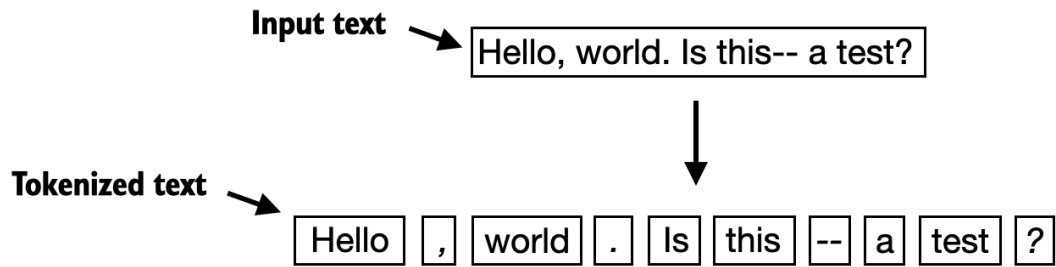 Input text
Hello, world. Is this-- a test?
Tokenized text
Hello , world . Is this -- a test ?